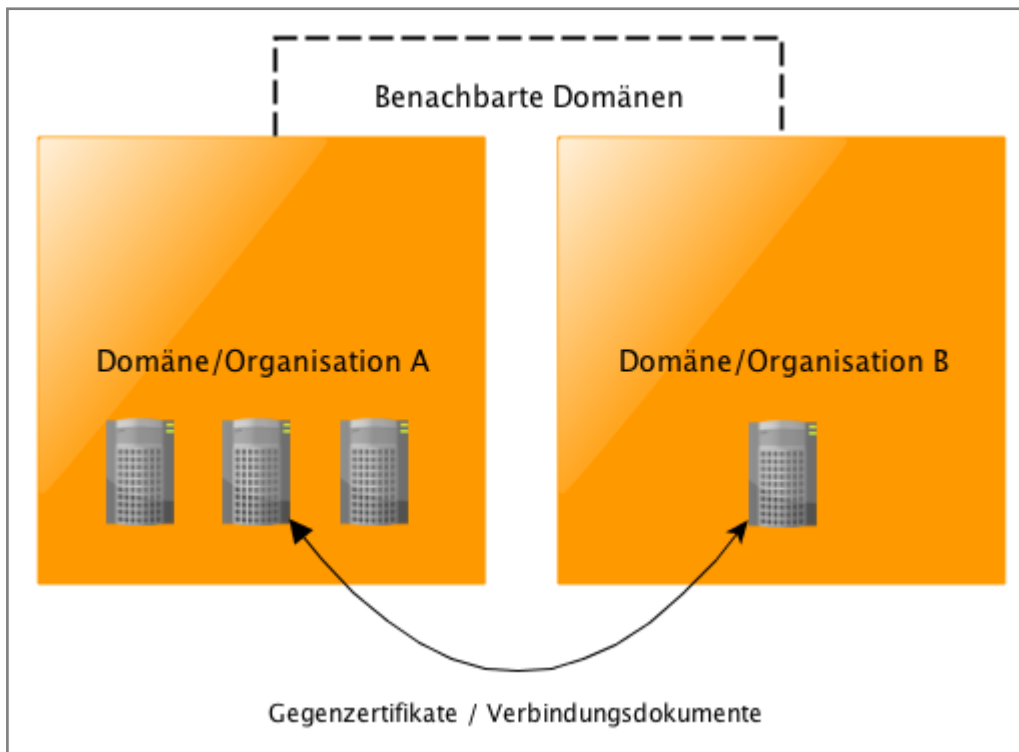 Benachbarte Domänen
Domäne/Organisation A
Domäne/Organisation B
Gegenzertifikate / Verbindungsdokumente